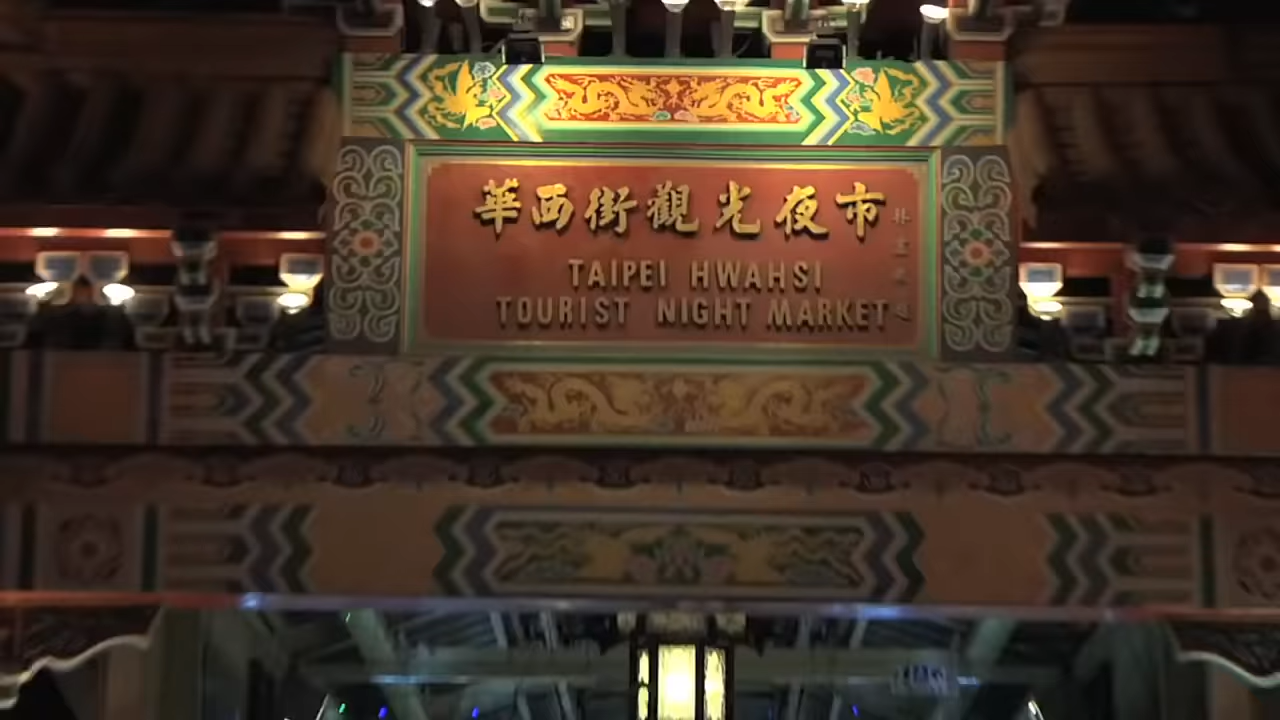 華西街觀光夜市
TAIPEI HWAHSI
TOURIST NIGHT MARKET